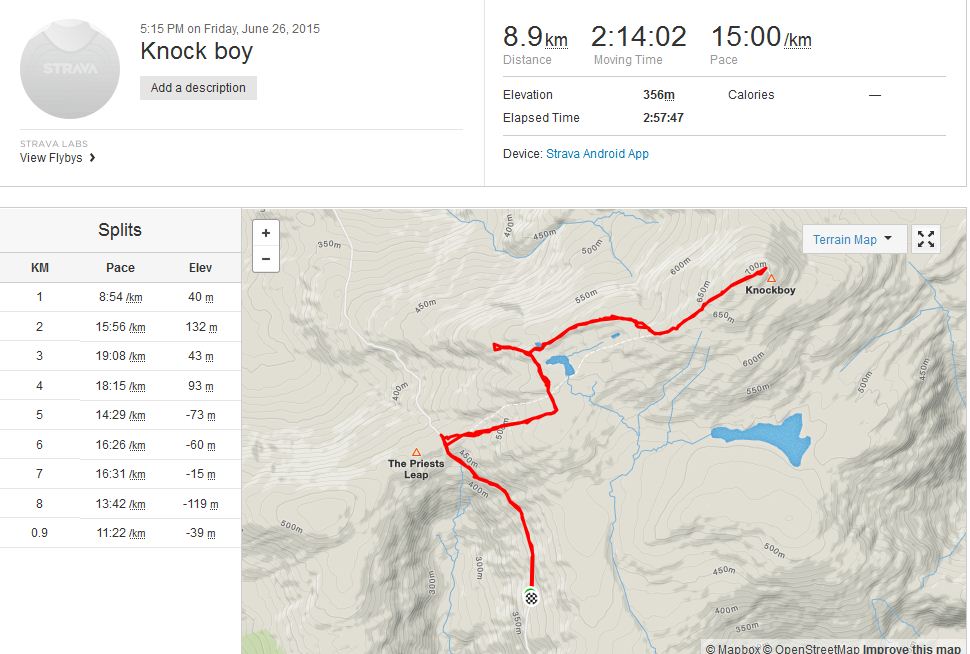 STRAVA
5:15 PM on Friday, June 26, 2015
Knock boy
Add a description
STRAVA LABS
View Flybys
8.9km 2:14:02 15:00/km
Distance Moving Time Pace
Elevation 356m Calories —
Elapsed Time 2:57:47
Device: Strava Android App
Splits
KM Pace Elev
1 8:54 /km 40 m
2 15:56 /km 132 m
3 19:08 /km 43 m
4 18:15 /km 93 m
5 14:29 /km -73 m
6 16:26 /km -60 m
7 16:31 /km -15 m
8 13:42 /km -119 m
0.9 11:22 /km -39 m
+
−
Terrain Map
400m
450m
350m
500m
600m
700m
Knockboy
650m
550m
450m
650m
600m
450m
550m
500m
400m
The Priests
Leap
450m
400m
500m
500m
300m
300m
450m
400m
350m
© Mapbox © OpenStreetMap Improve this map